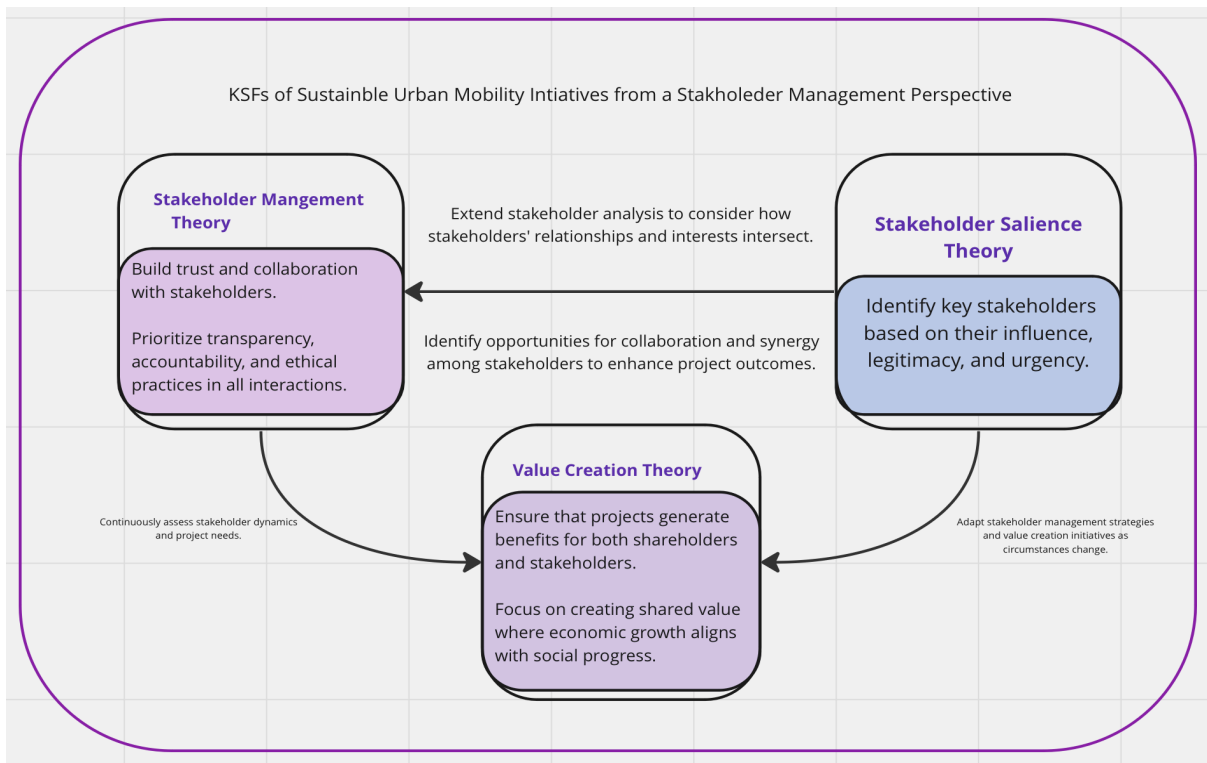 KSFs of Sustainble Urban Mobility Intiatives from a Stakholeder Management Perspective
Stakeholder Mangement
Theory
Build trust and collaboration
with stakeholders.
Prioritize transparency,
accountability, and ethical
practices in all interactions.
Extend stakeholder analysis to consider how
stakeholders' relationships and interests intersect.
Identify opportunities for collaboration and synergy
among stakeholders to enhance project outcomes.
Stakeholder Salience
Theory
Identify key stakeholders
based on their influence,
legitimacy, and urgency.
Continuously assess stakeholder dynamics
and project needs.
Value Creation Theory
Ensure that projects generate
benefits for both shareholders
and stakeholders.
Focus on creating shared value
where economic growth aligns
with social progress.
Adapt stakeholder management strategies
and value creation initiatives as
circumstances change.